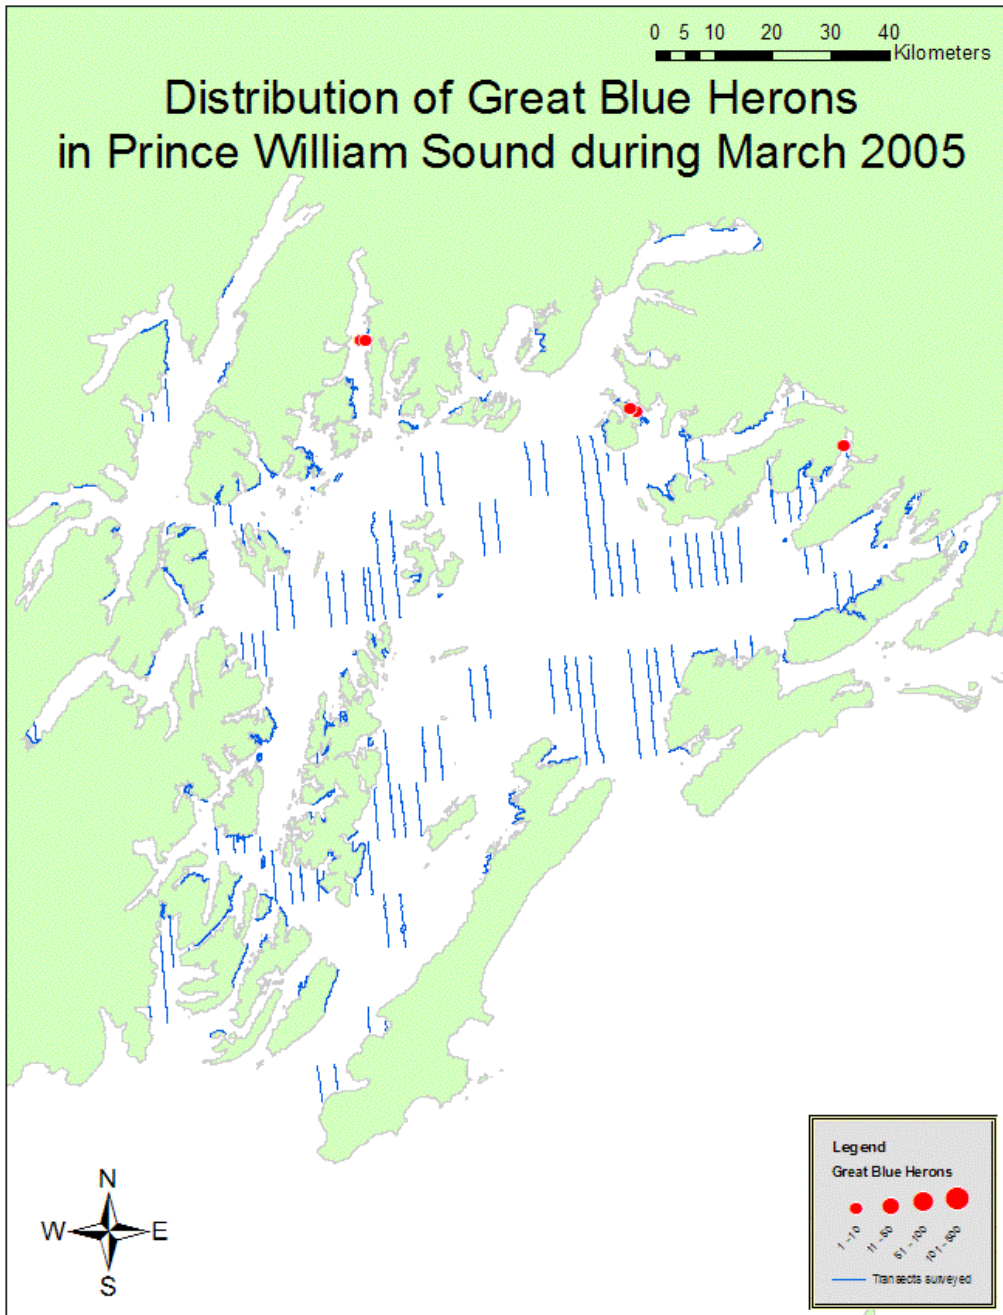 0 5 10 20 30 40
Kilometers
Distribution of Great Blue Herons
in Prince William Sound during March 2005
N
W E
S
Legend
Great Blue Herons
1 - 10
11 - 50
51 - 100
101 - 500
Transects surveyed